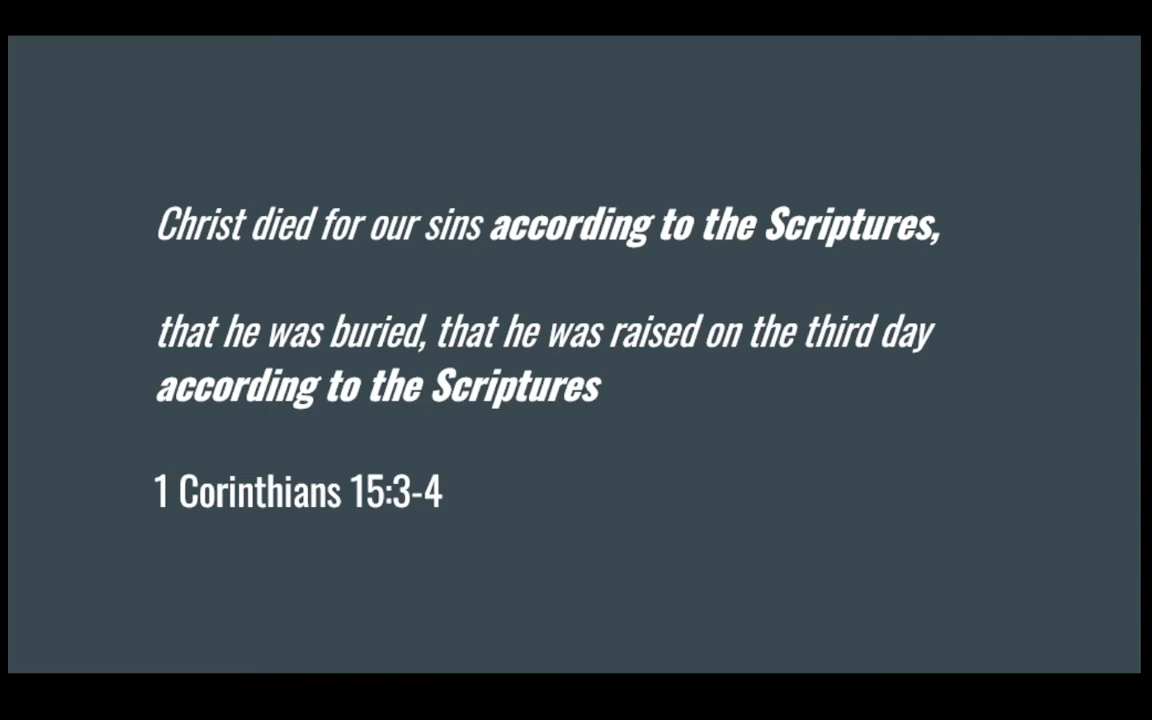 Christ died for our sins according to the Scriptures,
that he was buried, that he was raised on the third day
according to the Scriptures
1 Corinthians 15:3-4